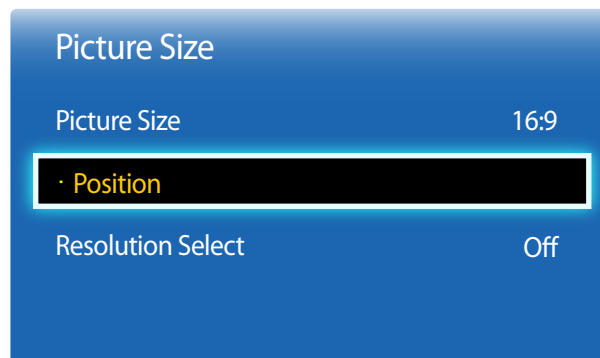 Picture Size
Picture Size 16:9
· Position
Resolution Select Off